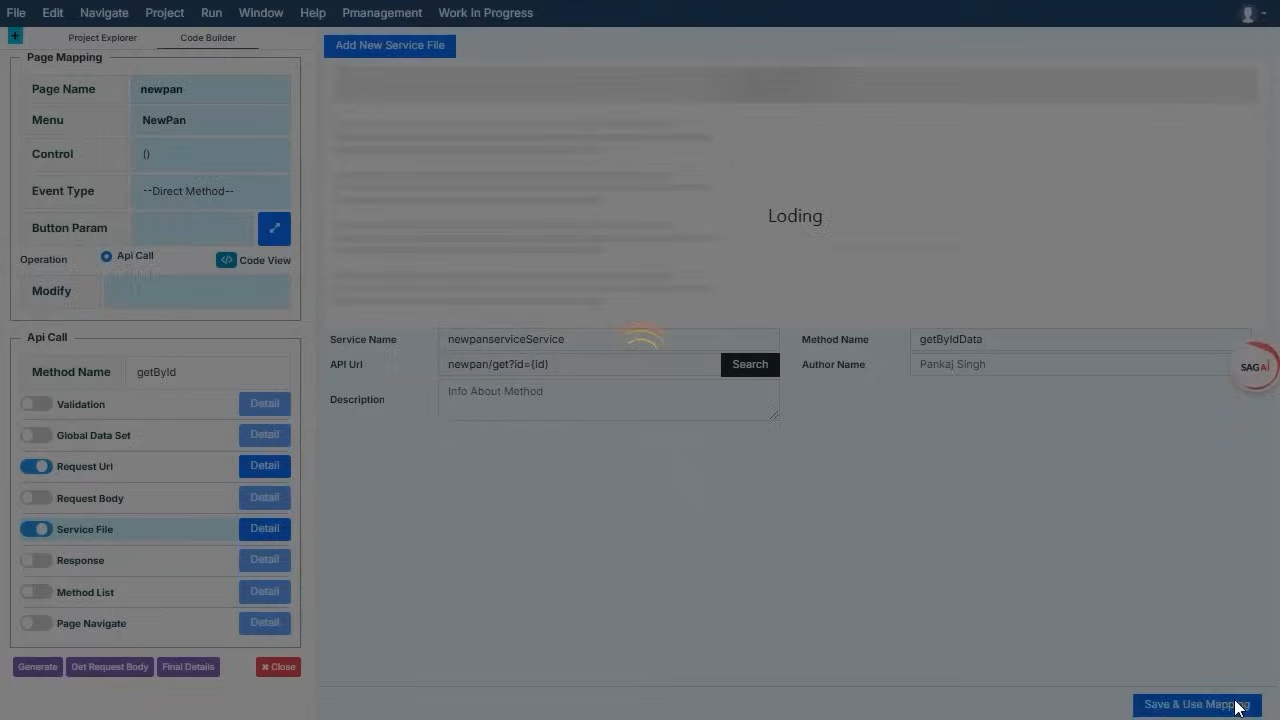 File Edit Navigate Project Run Window Help Pmanagement Work in Progress
+ Project Explorer Code Builder
Add New Service File
Page Mapping
Page Name newpan
Menu NewPan
Control ()
Event Type --Direct Method--
Button Param
Operation Api Call </> Code View
Modify
Loding
Api Call
Method Name getById
Validation Detail
Global Data Set Detail
Request Url Detail
Request Body Detail
Service File Detail
Response Detail
Method List Detail
Page Navigate Detail
Generate Get Request Body Final Details ✖ Close
Service Name newpanserviceService Method Name getByIdData
API Url newpan/get?id={id} Search Author Name Pankaj Singh
Description Info About Method
SAG AI
Save & Use Mapping